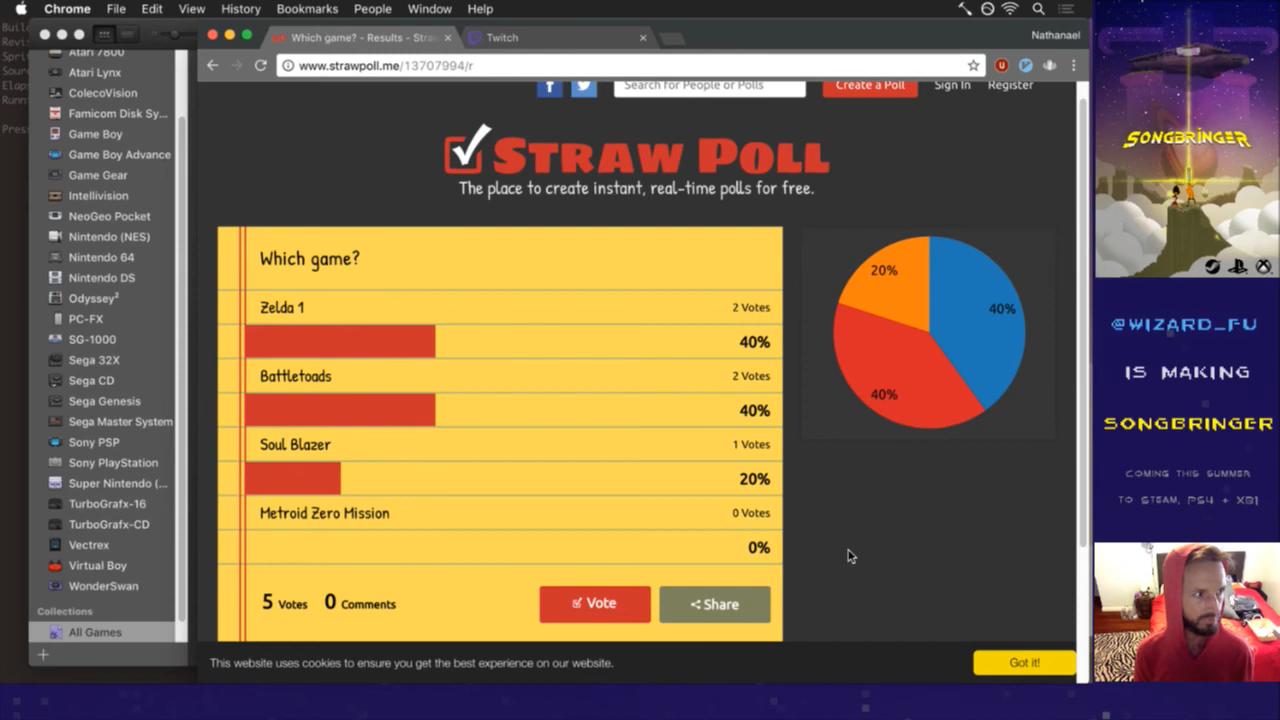 Chrome File Edit View History Bookmarks People Window Help
Which game? - Results - Stra
Twitch
Nathanael
www.strawpoll.me/13707994/r
Atari 7800
Atari Lynx
ColecoVision
Famicom Disk Sy...
Game Boy
Game Boy Advance
Game Gear
Intellivision
NeoGeo Pocket
Nintendo (NES)
Nintendo 64
Nintendo DS
Odyssey²
PC-FX
SG-1000
Sega 32X
Sega CD
Sega Genesis
Sega Master System
Sony PSP
Sony PlayStation
Super Nintendo (...
TurboGrafx-16
TurboGrafx-CD
Vectrex
Virtual Boy
WonderSwan
Collections
All Games
Search for People or Polls
Create a Poll
Sign In
Register
STRAW POLL
The place to create instant, real-time polls for free.
Which game?
Zelda 1 2 Votes
40%
Battletoads 2 Votes
40%
Soul Blazer 1 Votes
20%
Metroid Zero Mission 0 Votes
0%
5 Votes 0 Comments
Vote
Share
20%
40%
40%
This website uses cookies to ensure you get the best experience on our website.
Got it!
SONGBRINGER
@WIZARD_FU
IS MAKING
SONGBRINGER
COMING THIS SUMMER
TO STEAM, PS4 + XB1